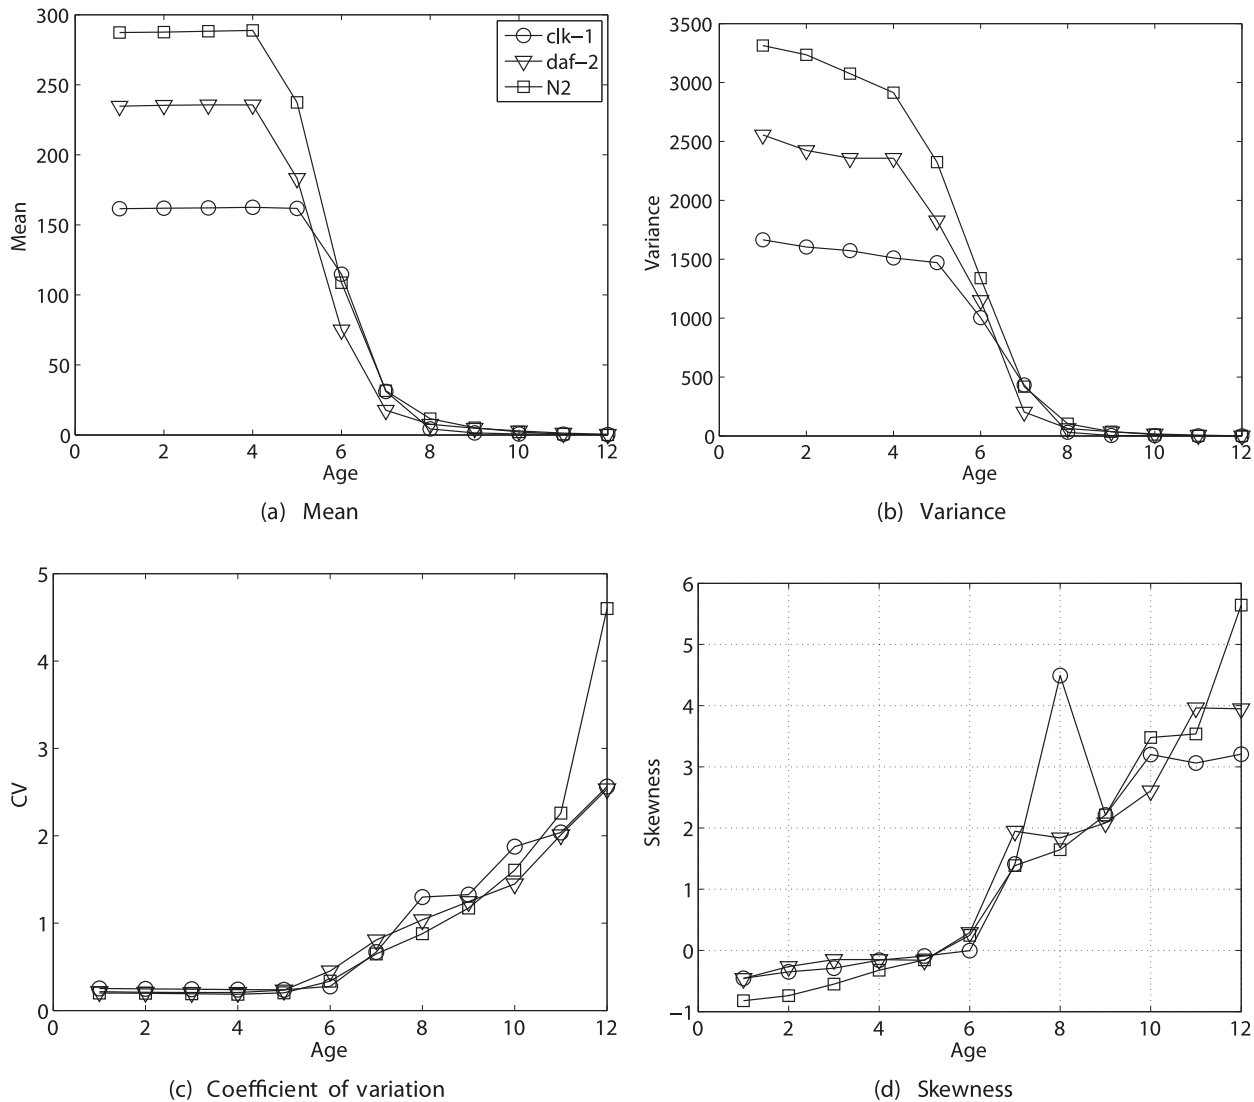 300
250
200
150
100
50
0
Mean
0 2 4 6 8 10 12
Age
clk−1
daf−2
N2
(a) Mean
3500
3000
2500
2000
1500
1000
500
0
Variance
0 2 4 6 8 10 12
Age
(b) Variance
5
4
3
2
1
0
CV
0 2 4 6 8 10 12
Age
(c) Coefficient of variation
6
5
4
3
2
1
0
−1
Skewness
0 2 4 6 8 10 12
Age
(d) Skewness